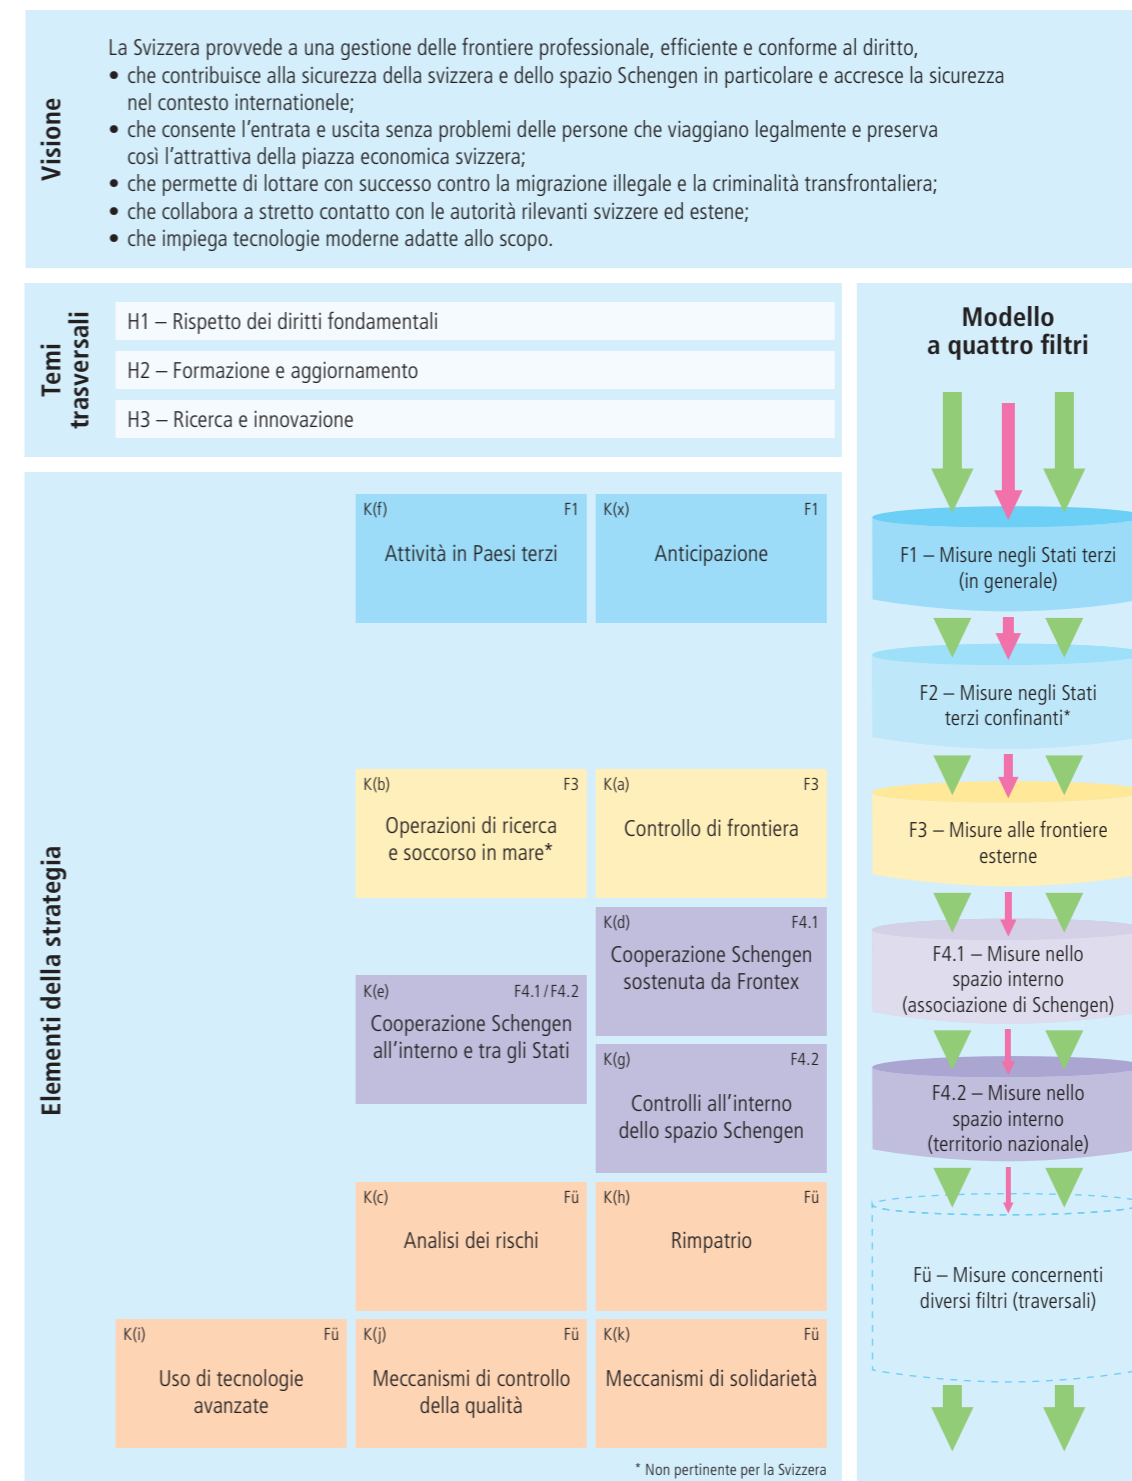 Visione
La Svizzera provvede a una gestione delle frontiere professionale, efficiente e conforme al diritto,
• che contribuisce alla sicurezza della svizzera e dello spazio Schengen in particolare e accresce la sicurezza
nel contesto internationele;
• che consente l'entrata e uscita senza problemi delle persone che viaggiano legalmente e preserva
così l'attrattiva della piazza economica svizzera;
• che permette di lottare con successo contro la migrazione illegale e la criminalità transfrontaliera;
• che collabora a stretto contatto con le autorità rilevanti svizzere ed estene;
• che impiega tecnologie moderne adatte allo scopo.
Temi
trasversali
H1 – Rispetto dei diritti fondamentali
H2 – Formazione e aggiornamento
H3 – Ricerca e innovazione
Elementi della strategia
K(f) F1
Attività in Paesi terzi
K(x) F1
Anticipazione
K(b) F3
Operazioni di ricerca
e soccorso in mare*
K(a) F3
Controllo di frontiera
K(d) F4.1
Cooperazione Schengen
sostenuta da Frontex
K(e) F4.1/F4.2
Cooperazione Schengen
all'interno e tra gli Stati
K(g) F4.2
Controlli all'interno
dello spazio Schengen
K(c) Fü
Analisi dei rischi
K(h) Fü
Rimpatrio
K(i) Fü
Uso di tecnologie
avanzate
K(j) Fü
Meccanismi di controllo
della qualità
K(k) Fü
Meccanismi di solidarietà
* Non pertinente per la Svizzera
Modello
a quattro filtri
F1 – Misure negli Stati terzi
(in generale)
F2 – Misure negli Stati
terzi confinanti*
F3 – Misure alle frontiere
esterne
F4.1 – Misure nello
spazio interno
(associazione di Schengen)
F4.2 – Misure nello
spazio interno
(territorio nazionale)
Fü – Misure concernenti
diversi filtri (traversali)